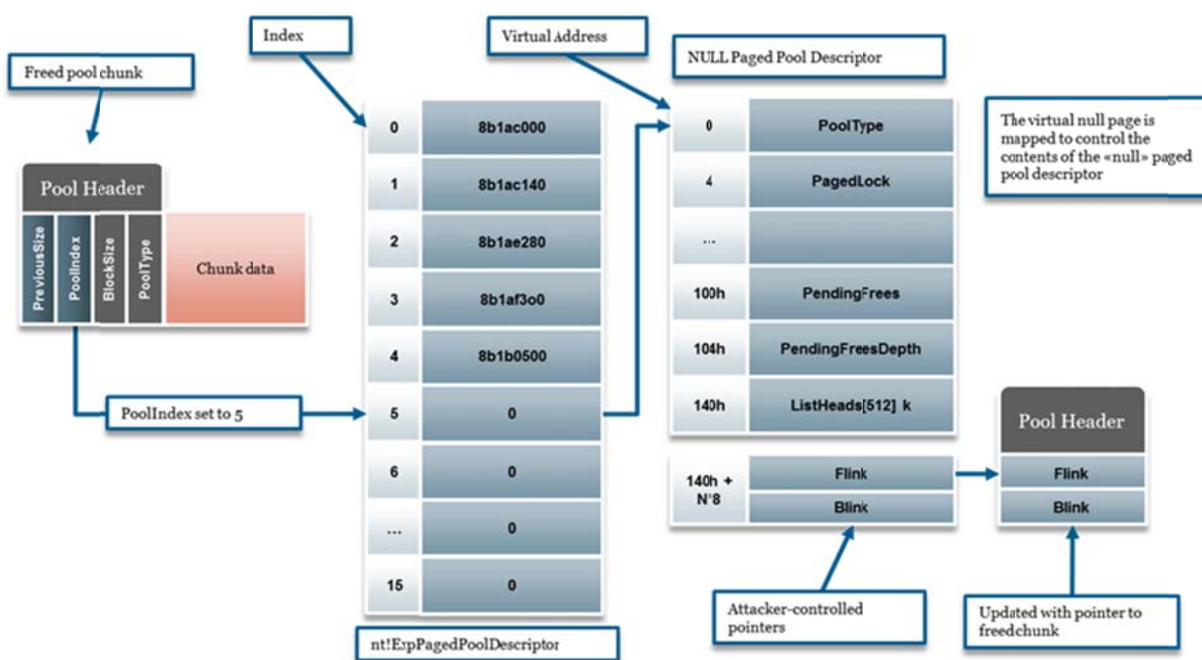 Index
Virtual Address
Freed pool chunk
NULL Paged Pool Descriptor
The virtual null page is
mapped to control the
contents of the «null» paged
pool descriptor
Pool Header
PreviousSize
PoolIndex
BlockSize
PoolType
Chunk data
0 8b1ac000
1 8b1ac140
2 8b1ae280
3 8b1af3o0
4 8b1b0500
5 0
6 0
... 0
15 0
PoolIndex set to 5
nt!ExpPagedPoolDescriptor
0 PoolType
4 PagedLock
...
100h PendingFrees
104h PendingFreesDepth
140h ListHeads[512] k
140h +
N*8
Flink
Blink
Pool Header
Flink
Blink
Attacker-controlled
pointers
Updated with pointer to
freedchunk